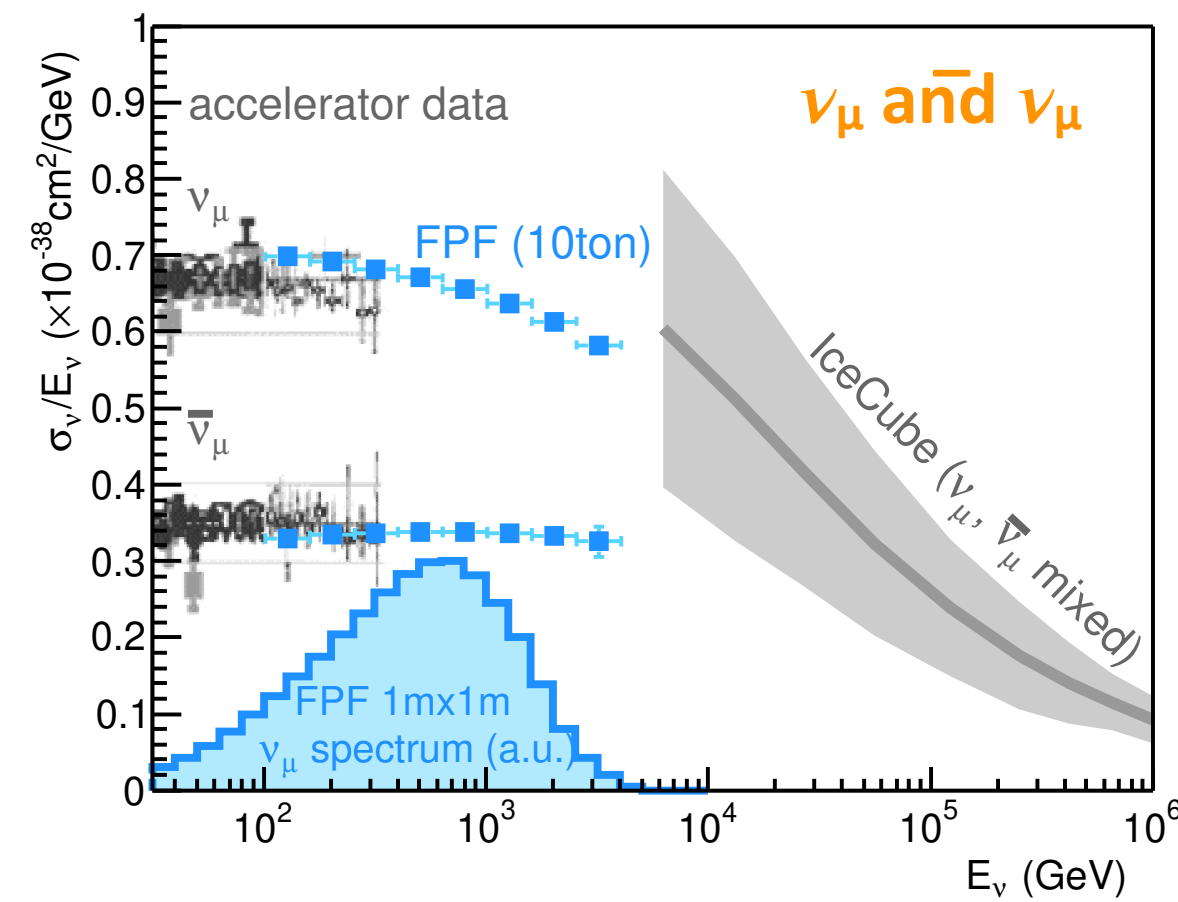 1
0.9
0.8
0.7
0.6
0.5
0.4
0.3
0.2
0.1
0
σν/Eν (×10⁻³⁸cm²/GeV)
accelerator data
νμ and ν̅μ
νμ
FPF (10ton)
IceCube (νμ, ν̅μ mixed)
ν̅μ
FPF 1mx1m
νμ spectrum (a.u.)
10² 10³ 10⁴ 10⁵ 10⁶
Eν (GeV)